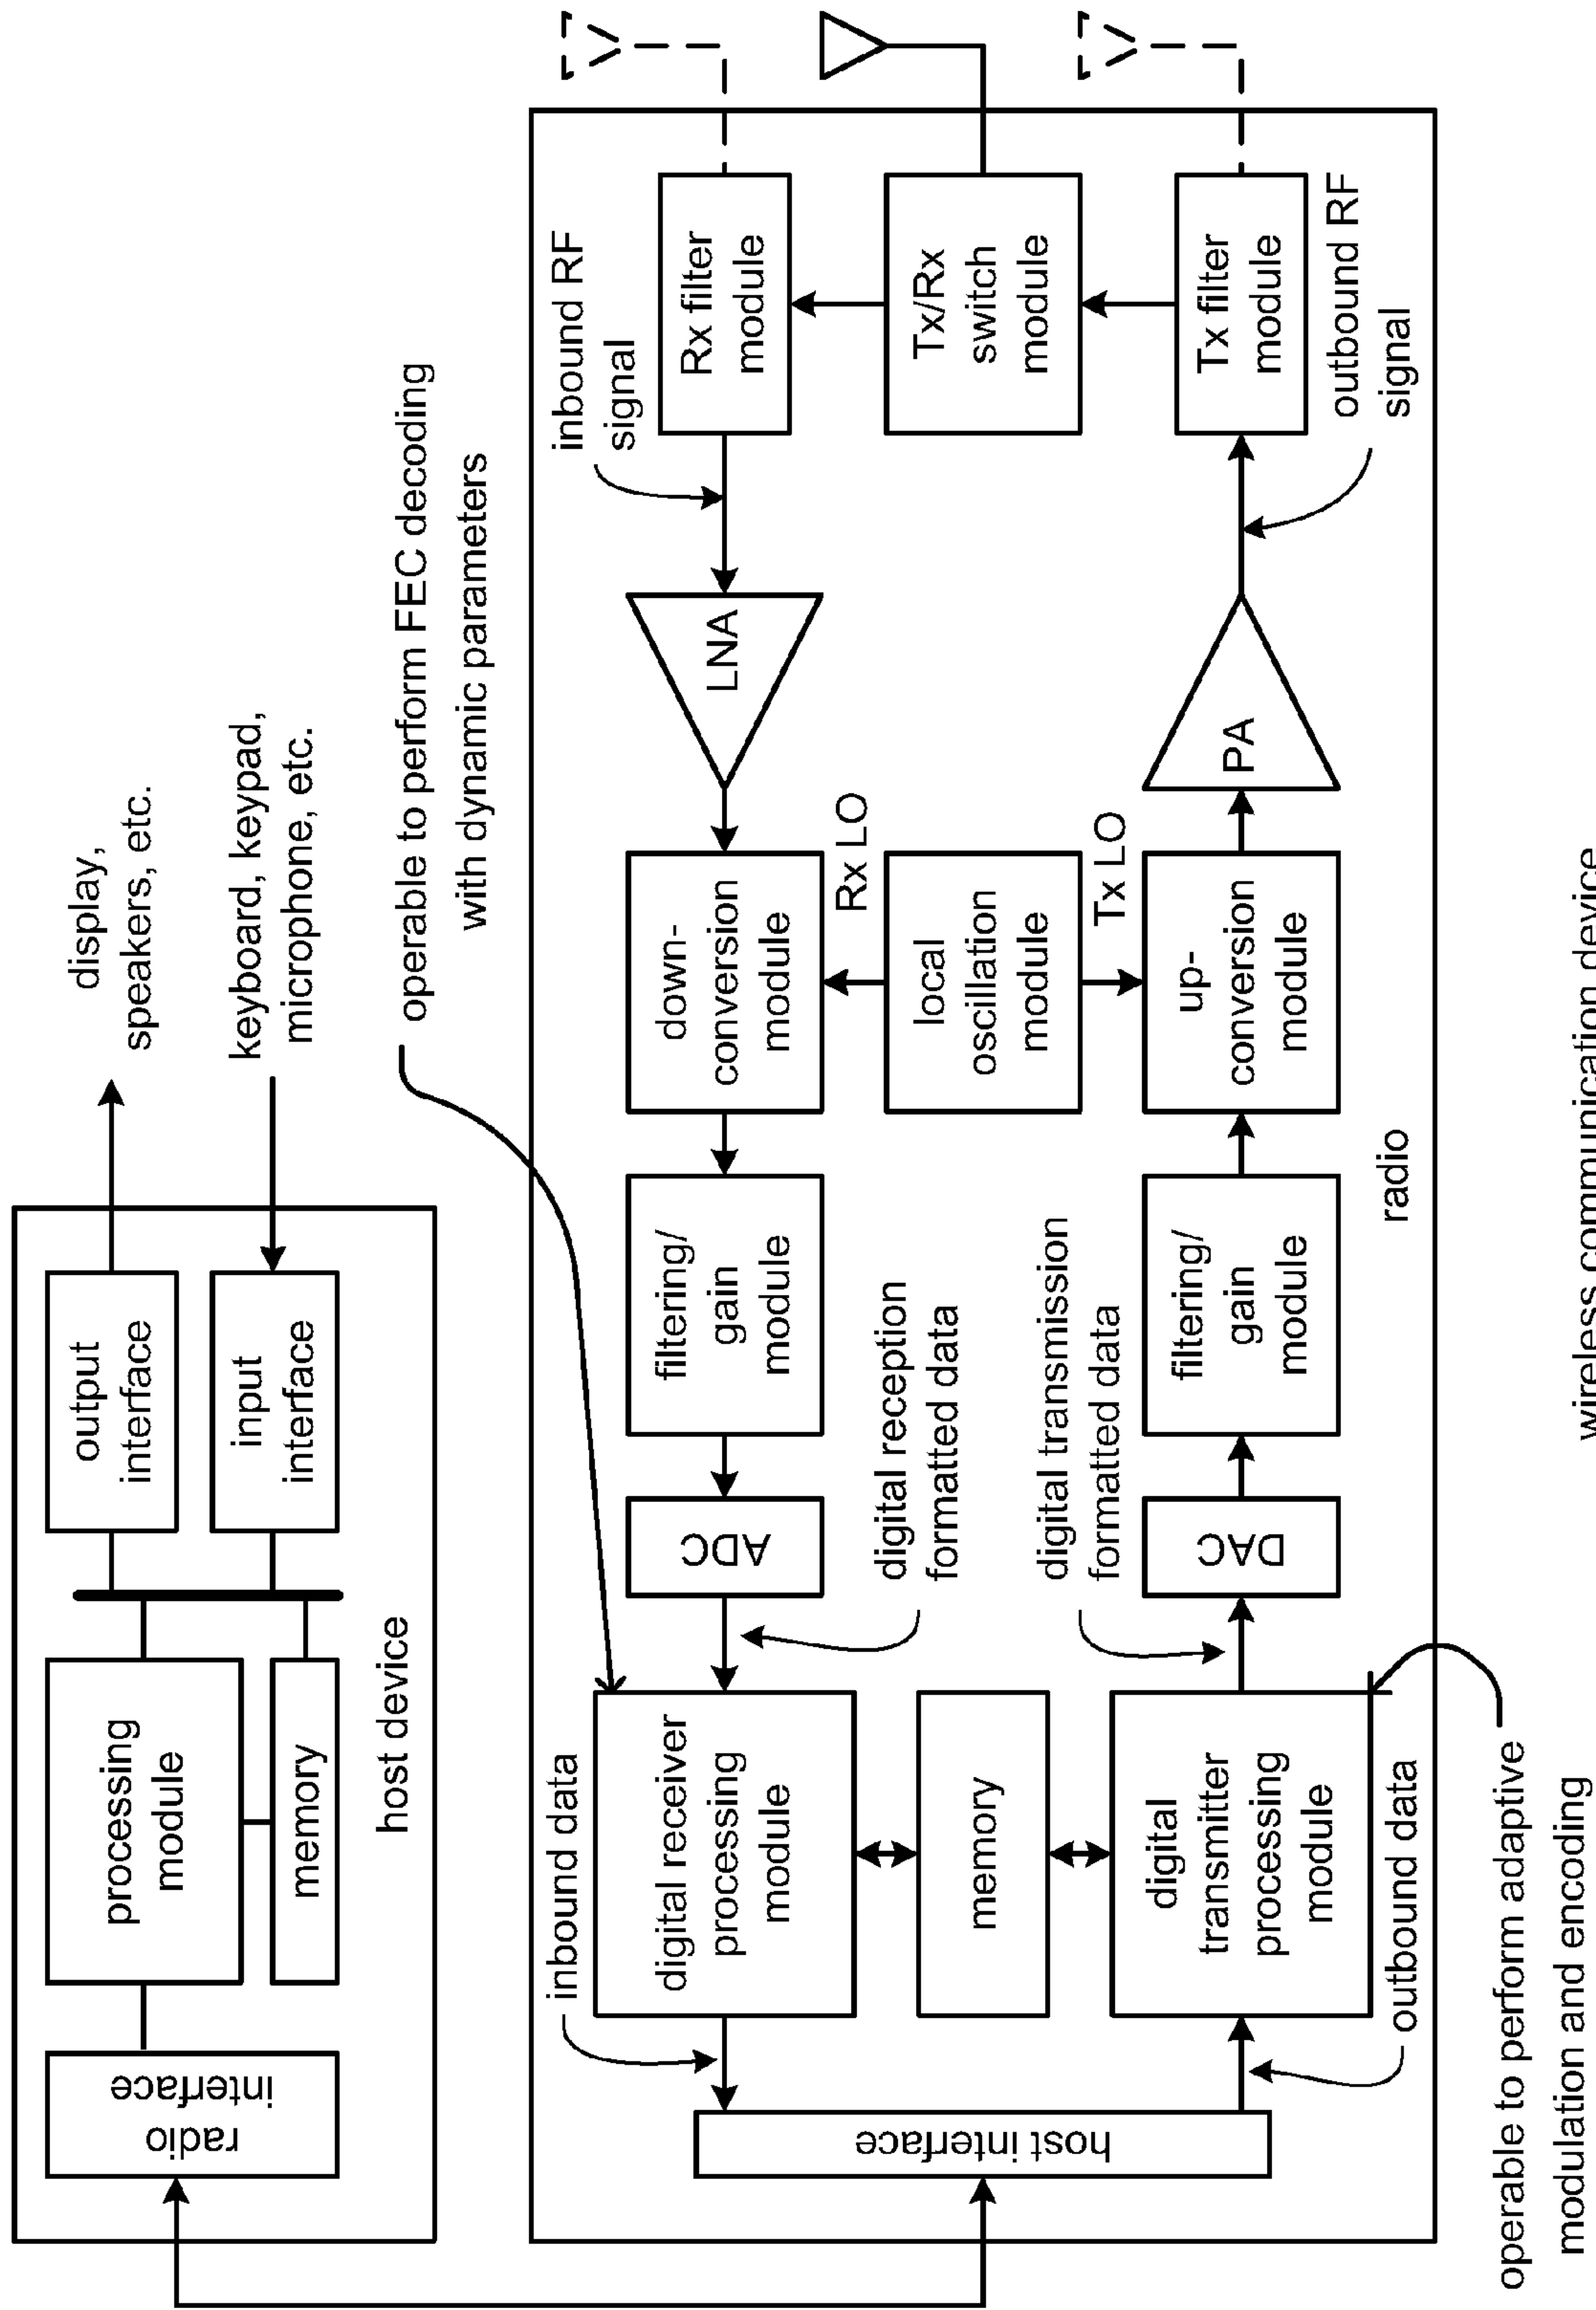 display,
speakers, etc.
keyboard, keypad,
microphone, etc.
output
interface
input
interface
processing
module
memory
radio
interface
host device
operable to perform FEC decoding
with dynamic parameters
inbound RF
signal
Rx filter
module
LNA
down-
conversion
module
filtering/
gain
module
ADC
digital reception
formatted data
digital receiver
processing
module
inbound data
Tx/Rx
switch
module
Rx LO
local
oscillation
module
Tx LO
memory
host interface
Tx filter
module
outbound RF
signal
PA
up-
conversion
module
filtering/
gain
module
DAC
digital transmission
formatted data
digital
transmitter
processing
module
outbound data
radio
operable to perform adaptive
modulation and encoding
wireless communication device